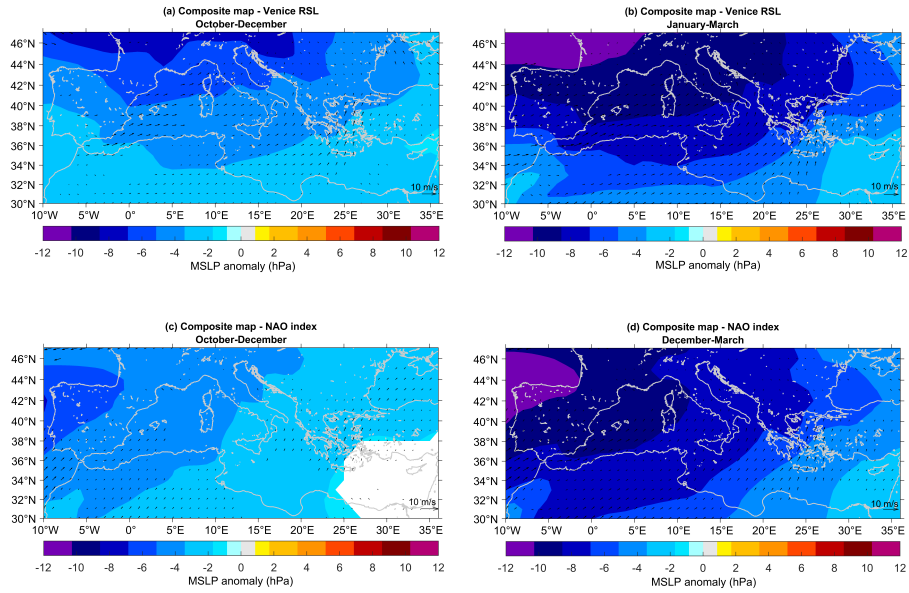 (a) Composite map - Venice RSL
October-December
46°N
44°N
42°N
40°N
38°N
36°N
34°N
32°N
30°N
10 m/s
10°W 5°W 0° 5°E 10°E 15°E 20°E 25°E 30°E 35°E
-12 -10 -8 -6 -4 -2 0 2 4 6 8 10 12
MSLP anomaly (hPa)
(b) Composite map - Venice RSL
January-March
46°N
44°N
42°N
40°N
38°N
36°N
34°N
32°N
30°N
10 m/s
10°W 5°W 0° 5°E 10°E 15°E 20°E 25°E 30°E 35°E
-12 -10 -8 -6 -4 -2 0 2 4 6 8 10 12
MSLP anomaly (hPa)
(c) Composite map - NAO index
October-December
46°N
44°N
42°N
40°N
38°N
36°N
34°N
32°N
30°N
10 m/s
10°W 5°W 0° 5°E 10°E 15°E 20°E 25°E 30°E 35°E
-12 -10 -8 -6 -4 -2 0 2 4 6 8 10 12
MSLP anomaly (hPa)
(d) Composite map - NAO index
December-March
46°N
44°N
42°N
40°N
38°N
36°N
34°N
32°N
30°N
10 m/s
10°W 5°W 0° 5°E 10°E 15°E 20°E 25°E 30°E 35°E
-12 -10 -8 -6 -4 -2 0 2 4 6 8 10 12
MSLP anomaly (hPa)